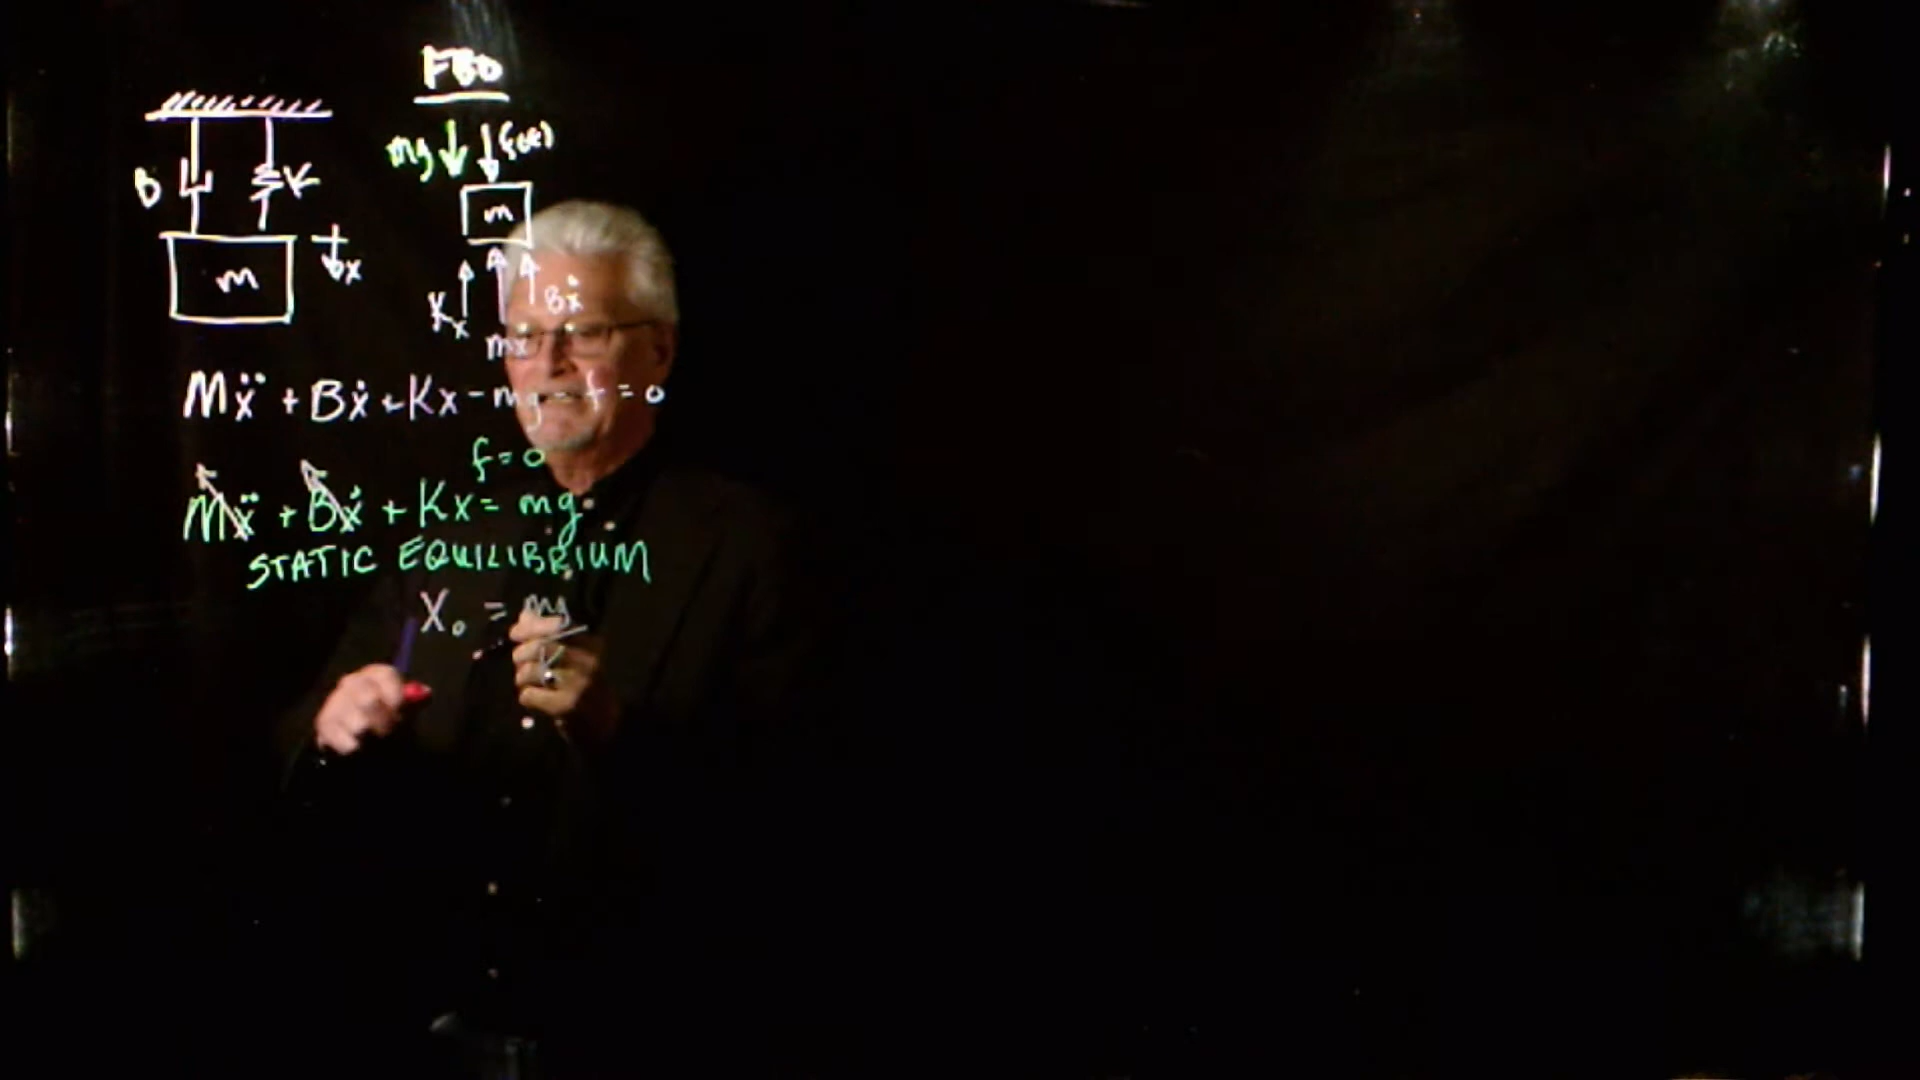 FBD
mg f(t)
B K
m
m x
Kx Bẋ
mẍ
Mẍ + Bẋ + Kx - mg - f = 0
f = 0
Mẍ + Bẋ + Kx = mg
STATIC EQUILIBRIUM
X₀ = mg
K